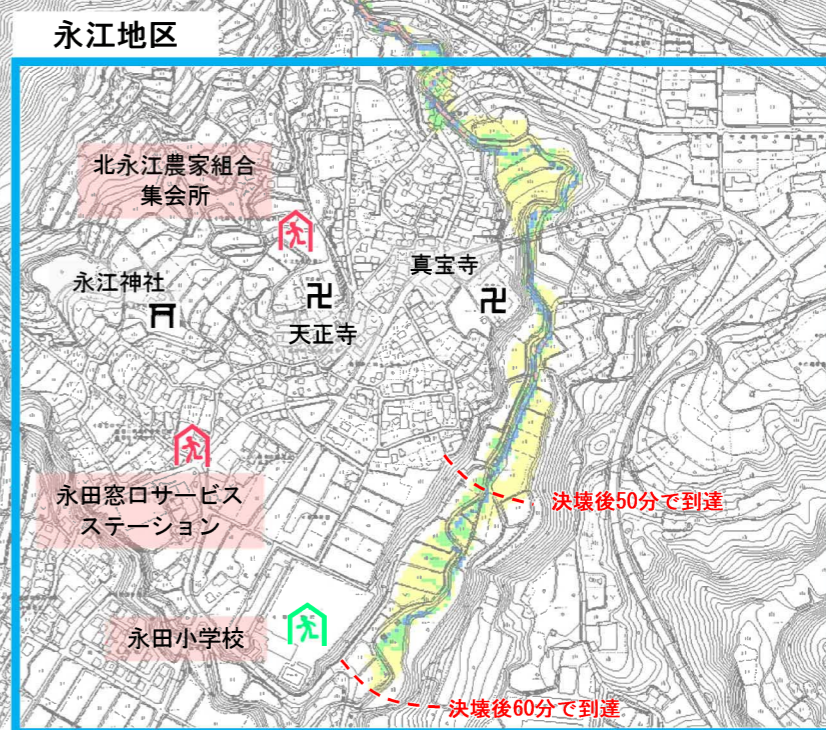 永江地区
北永江農家組合
集会所
永江神社
天正寺
真宝寺
永田窓口サービス
ステーション
決壊後50分で到達
永田小学校
決壊後60分で到達